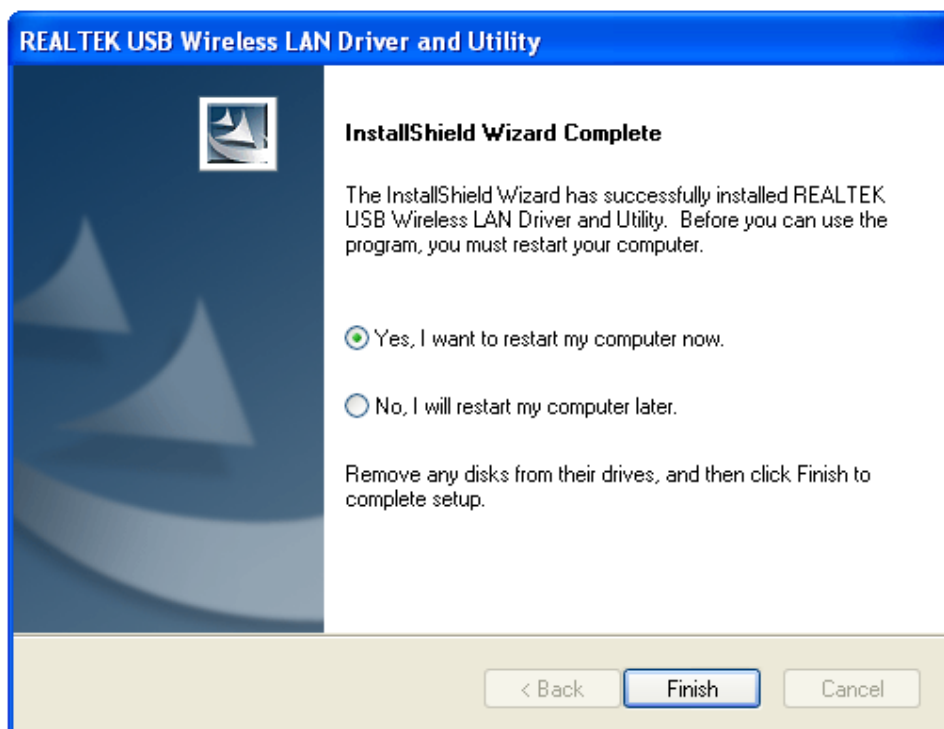 REALTEK USB Wireless LAN Driver and Utility
InstallShield Wizard Complete
The InstallShield Wizard has successfully installed REALTEK
USB Wireless LAN Driver and Utility.  Before you can use the
program, you must restart your computer.
Yes, I want to restart my computer now.
No, I will restart my computer later.
Remove any disks from their drives, and then click Finish to
complete setup.
< Back
Finish
Cancel